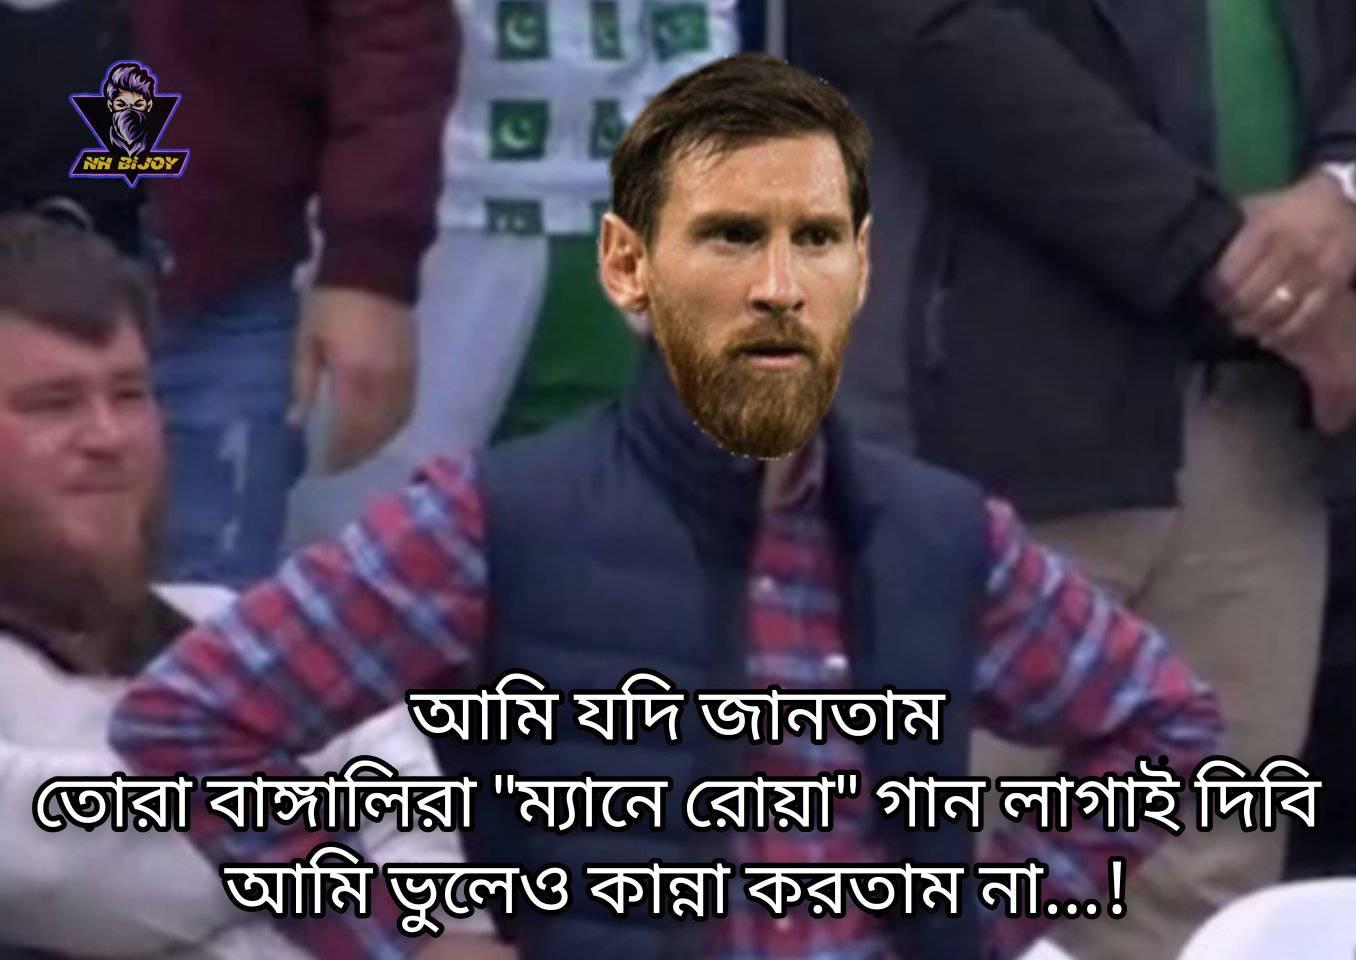 NH BIJOY
আমি যদি জানতাম
তোরা বাঙ্গালিরা "ম্যানে রোয়া" গান লাগাই দিবি
আমি ভুলেও কান্না করতাম না...!